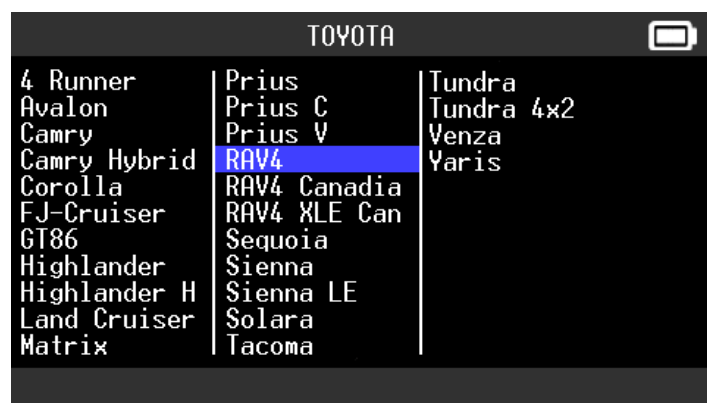 TOYOTA
4 Runner
Avalon
Camry
Camry Hybrid
Corolla
FJ-Cruiser
GT86
Highlander
Highlander H
Land Cruiser
Matrix
Prius
Prius C
Prius V
RAV4
RAV4 Canadia
RAV4 XLE Can
Sequoia
Sienna
Sienna LE
Solara
Tacoma
Tundra
Tundra 4x2
Venza
Yaris